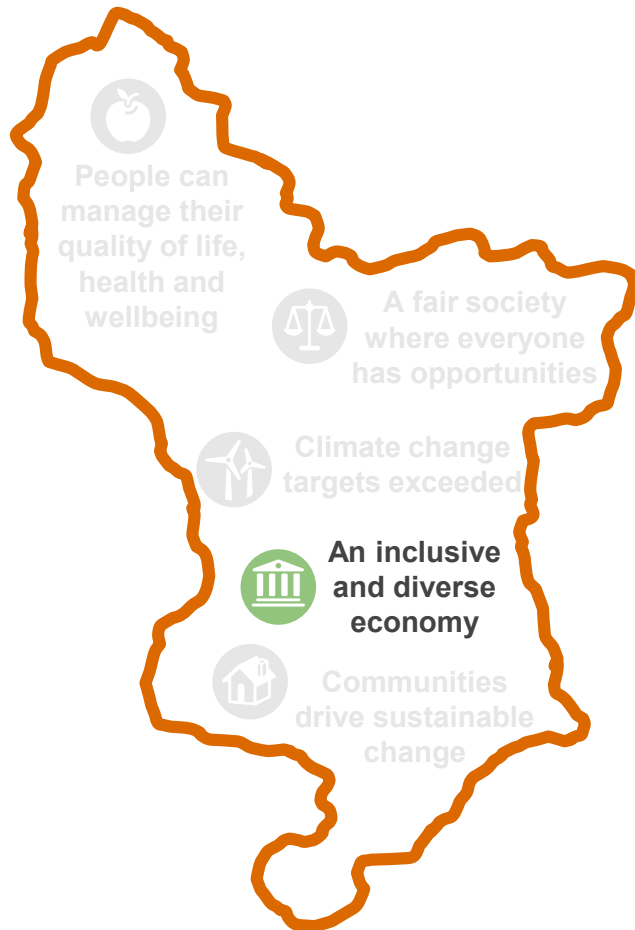 People can
manage their
quality of life,
health and
wellbeing
A fair society
where everyone
has opportunities
Climate change
targets exceeded
An inclusive
and diverse
economy
Communities
drive sustainable
change